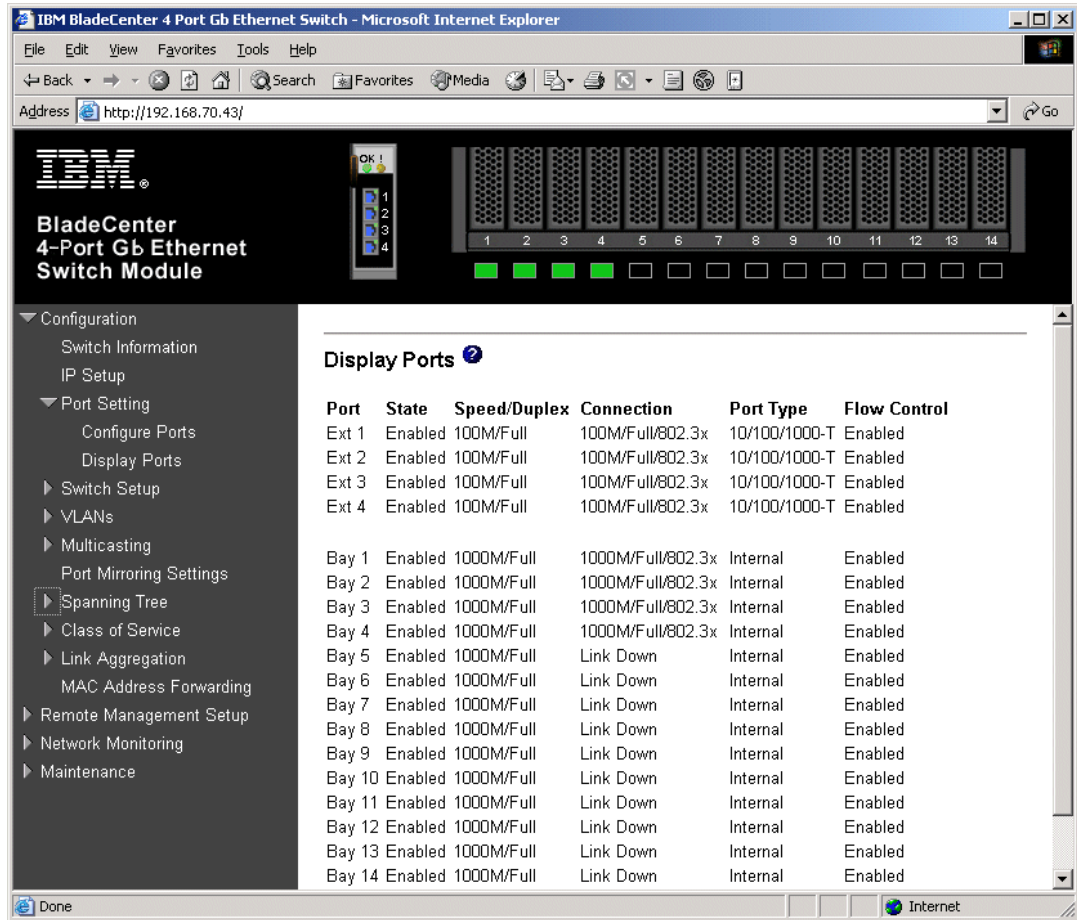 IBM BladeCenter 4 Port Gb Ethernet Switch - Microsoft Internet Explorer
File Edit View Favorites Tools Help
Back Search Favorites Media
Address http://192.168.70.43/ Go
IBM®
OK !
1
2
3
4
BladeCenter
4-Port Gb Ethernet
Switch Module
1 2 3 4 5 6 7 8 9 10 11 12 13 14
Configuration
Switch Information
IP Setup
Port Setting
Configure Ports
Display Ports
Switch Setup
VLANs
Multicasting
Port Mirroring Settings
Spanning Tree
Class of Service
Link Aggregation
MAC Address Forwarding
Remote Management Setup
Network Monitoring
Maintenance
Display Ports ?
Port State Speed/Duplex Connection Port Type Flow Control
Ext 1 Enabled 100M/Full 100M/Full/802.3x 10/100/1000-T Enabled
Ext 2 Enabled 100M/Full 100M/Full/802.3x 10/100/1000-T Enabled
Ext 3 Enabled 100M/Full 100M/Full/802.3x 10/100/1000-T Enabled
Ext 4 Enabled 100M/Full 100M/Full/802.3x 10/100/1000-T Enabled
Bay 1 Enabled 1000M/Full 1000M/Full/802.3x Internal Enabled
Bay 2 Enabled 1000M/Full 1000M/Full/802.3x Internal Enabled
Bay 3 Enabled 1000M/Full 1000M/Full/802.3x Internal Enabled
Bay 4 Enabled 1000M/Full 1000M/Full/802.3x Internal Enabled
Bay 5 Enabled 1000M/Full Link Down Internal Enabled
Bay 6 Enabled 1000M/Full Link Down Internal Enabled
Bay 7 Enabled 1000M/Full Link Down Internal Enabled
Bay 8 Enabled 1000M/Full Link Down Internal Enabled
Bay 9 Enabled 1000M/Full Link Down Internal Enabled
Bay 10 Enabled 1000M/Full Link Down Internal Enabled
Bay 11 Enabled 1000M/Full Link Down Internal Enabled
Bay 12 Enabled 1000M/Full Link Down Internal Enabled
Bay 13 Enabled 1000M/Full Link Down Internal Enabled
Bay 14 Enabled 1000M/Full Link Down Internal Enabled
Done Internet